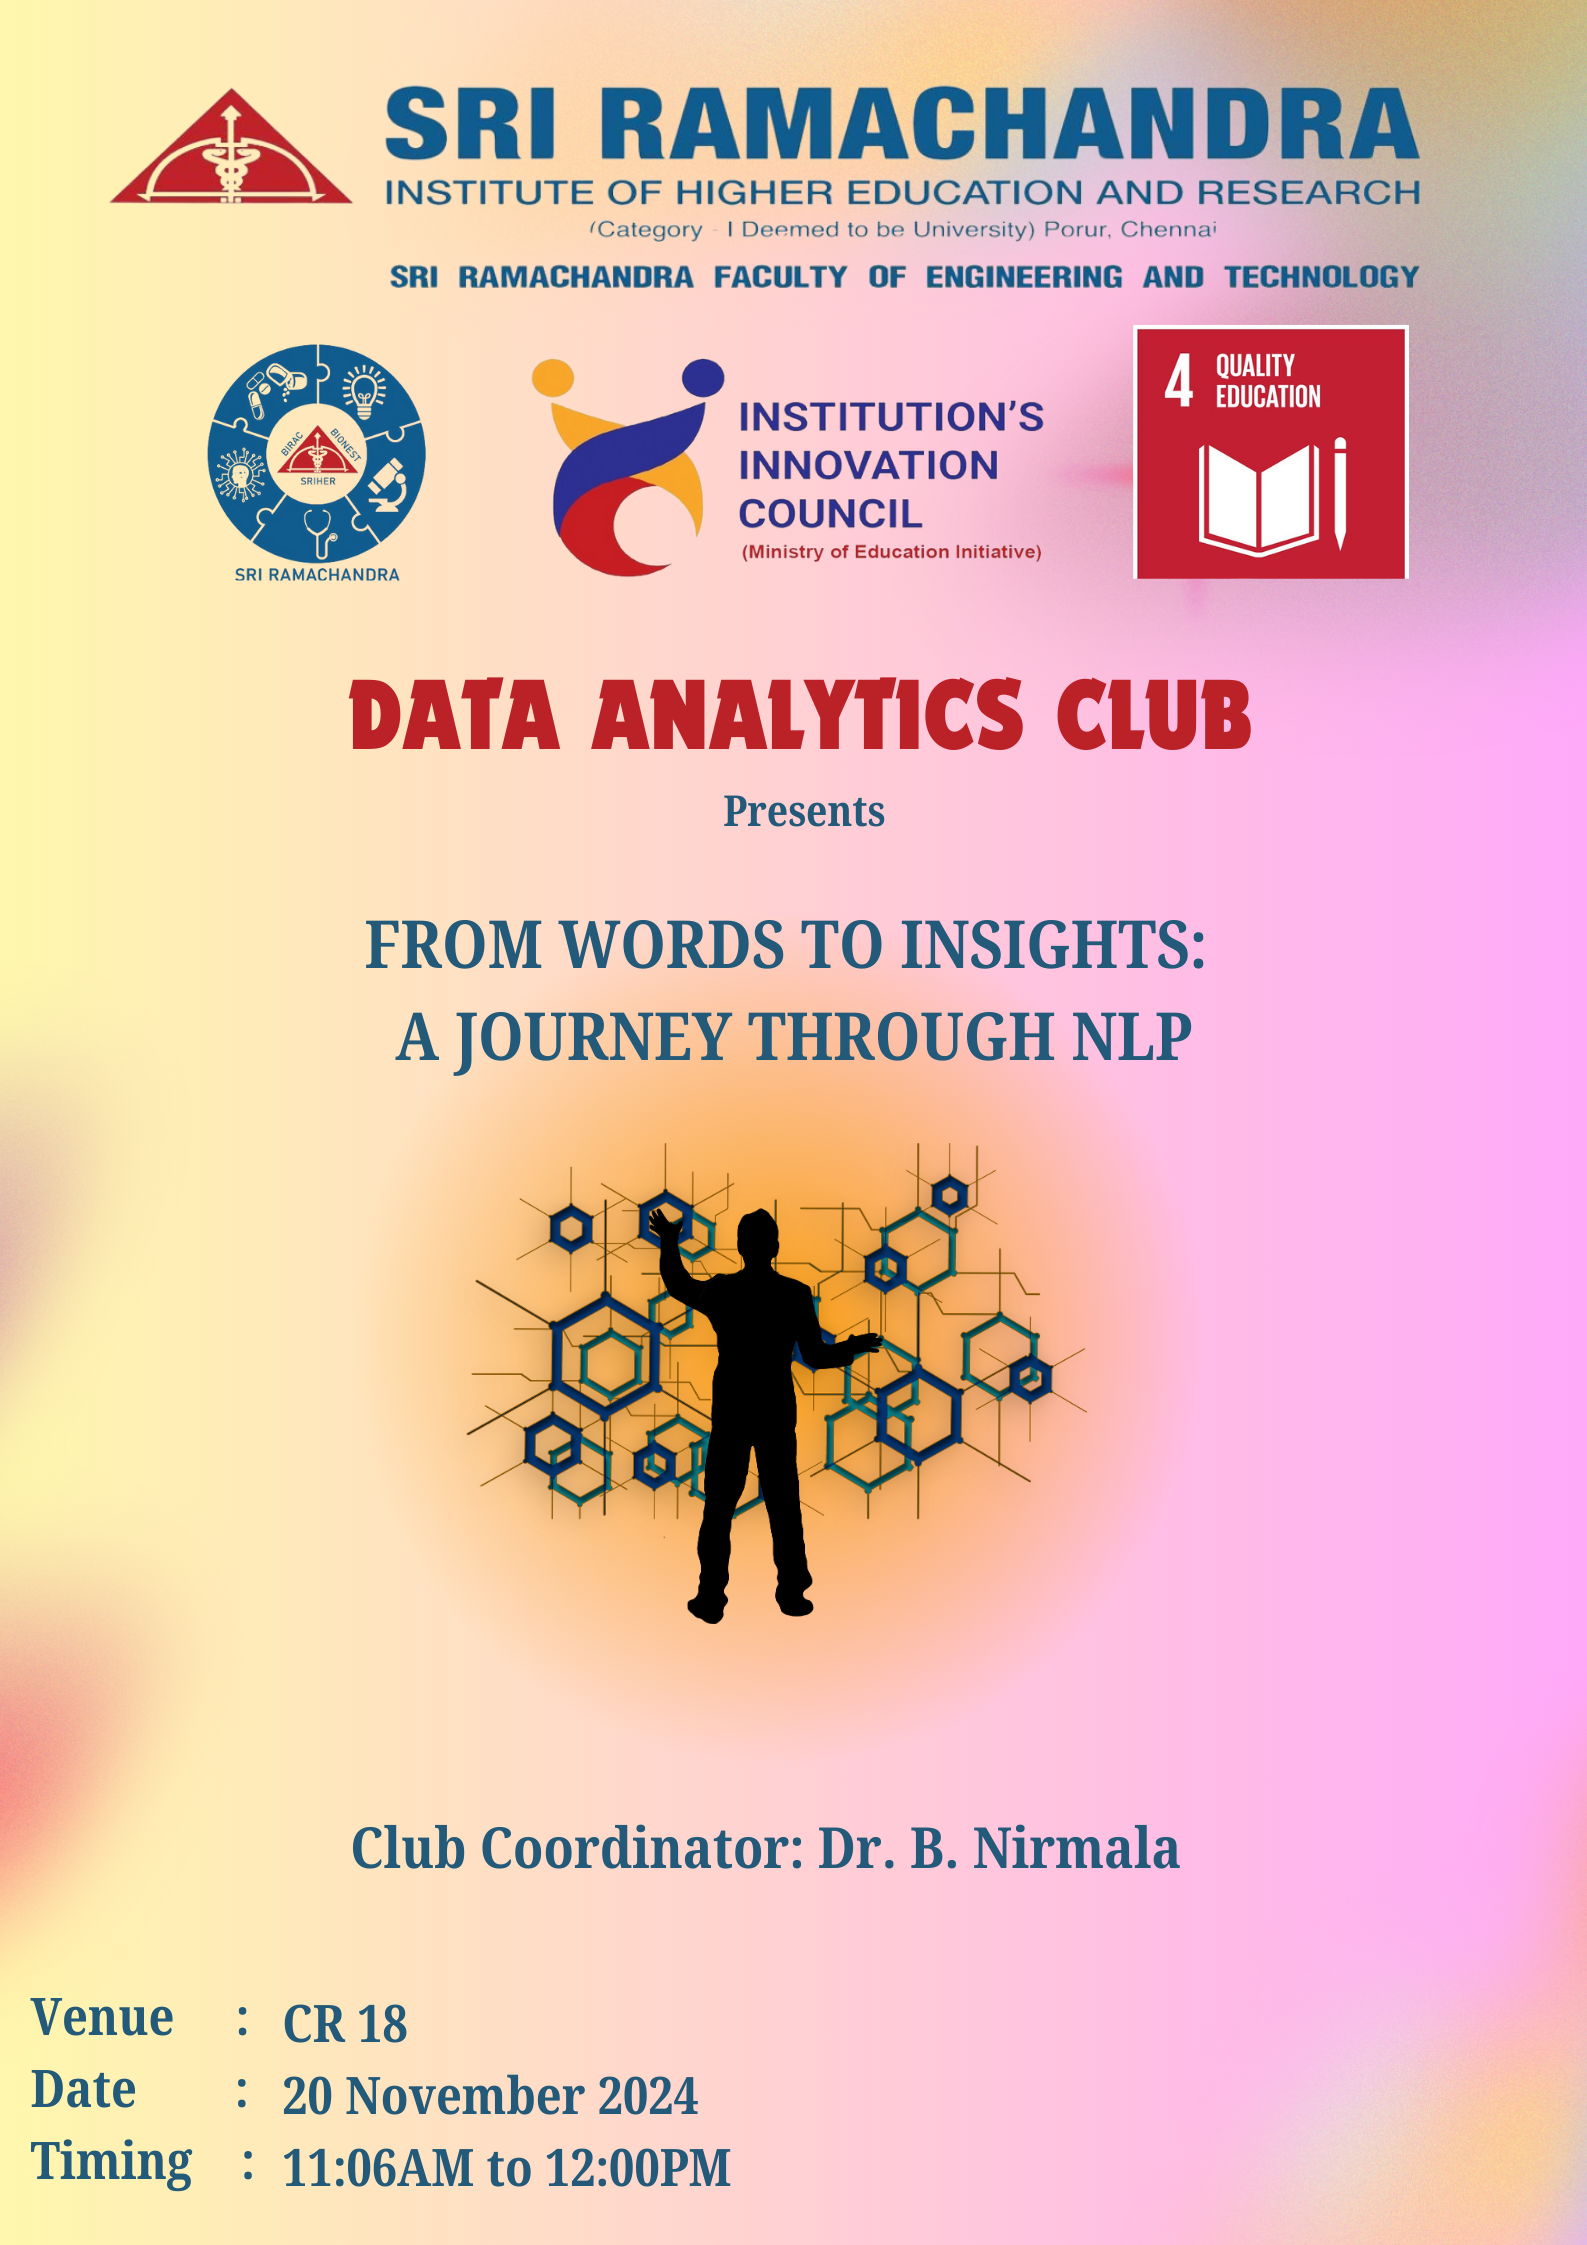 SRI RAMACHANDRA
INSTITUTE OF HIGHER EDUCATION AND RESEARCH
(Category - I Deemed to be University) Porur, Chennai
SRI RAMACHANDRA FACULTY OF ENGINEERING AND TECHNOLOGY
BIRAC BIONEST
SRIHER
SRI RAMACHANDRA
INSTITUTION'S
INNOVATION
COUNCIL
(Ministry of Education Initiative)
4 QUALITY
EDUCATION
DATA ANALYTICS CLUB
Presents
FROM WORDS TO INSIGHTS:
A JOURNEY THROUGH NLP
Club Coordinator: Dr. B. Nirmala
Venue : CR 18
Date : 20 November 2024
Timing : 11:06AM to 12:00PM